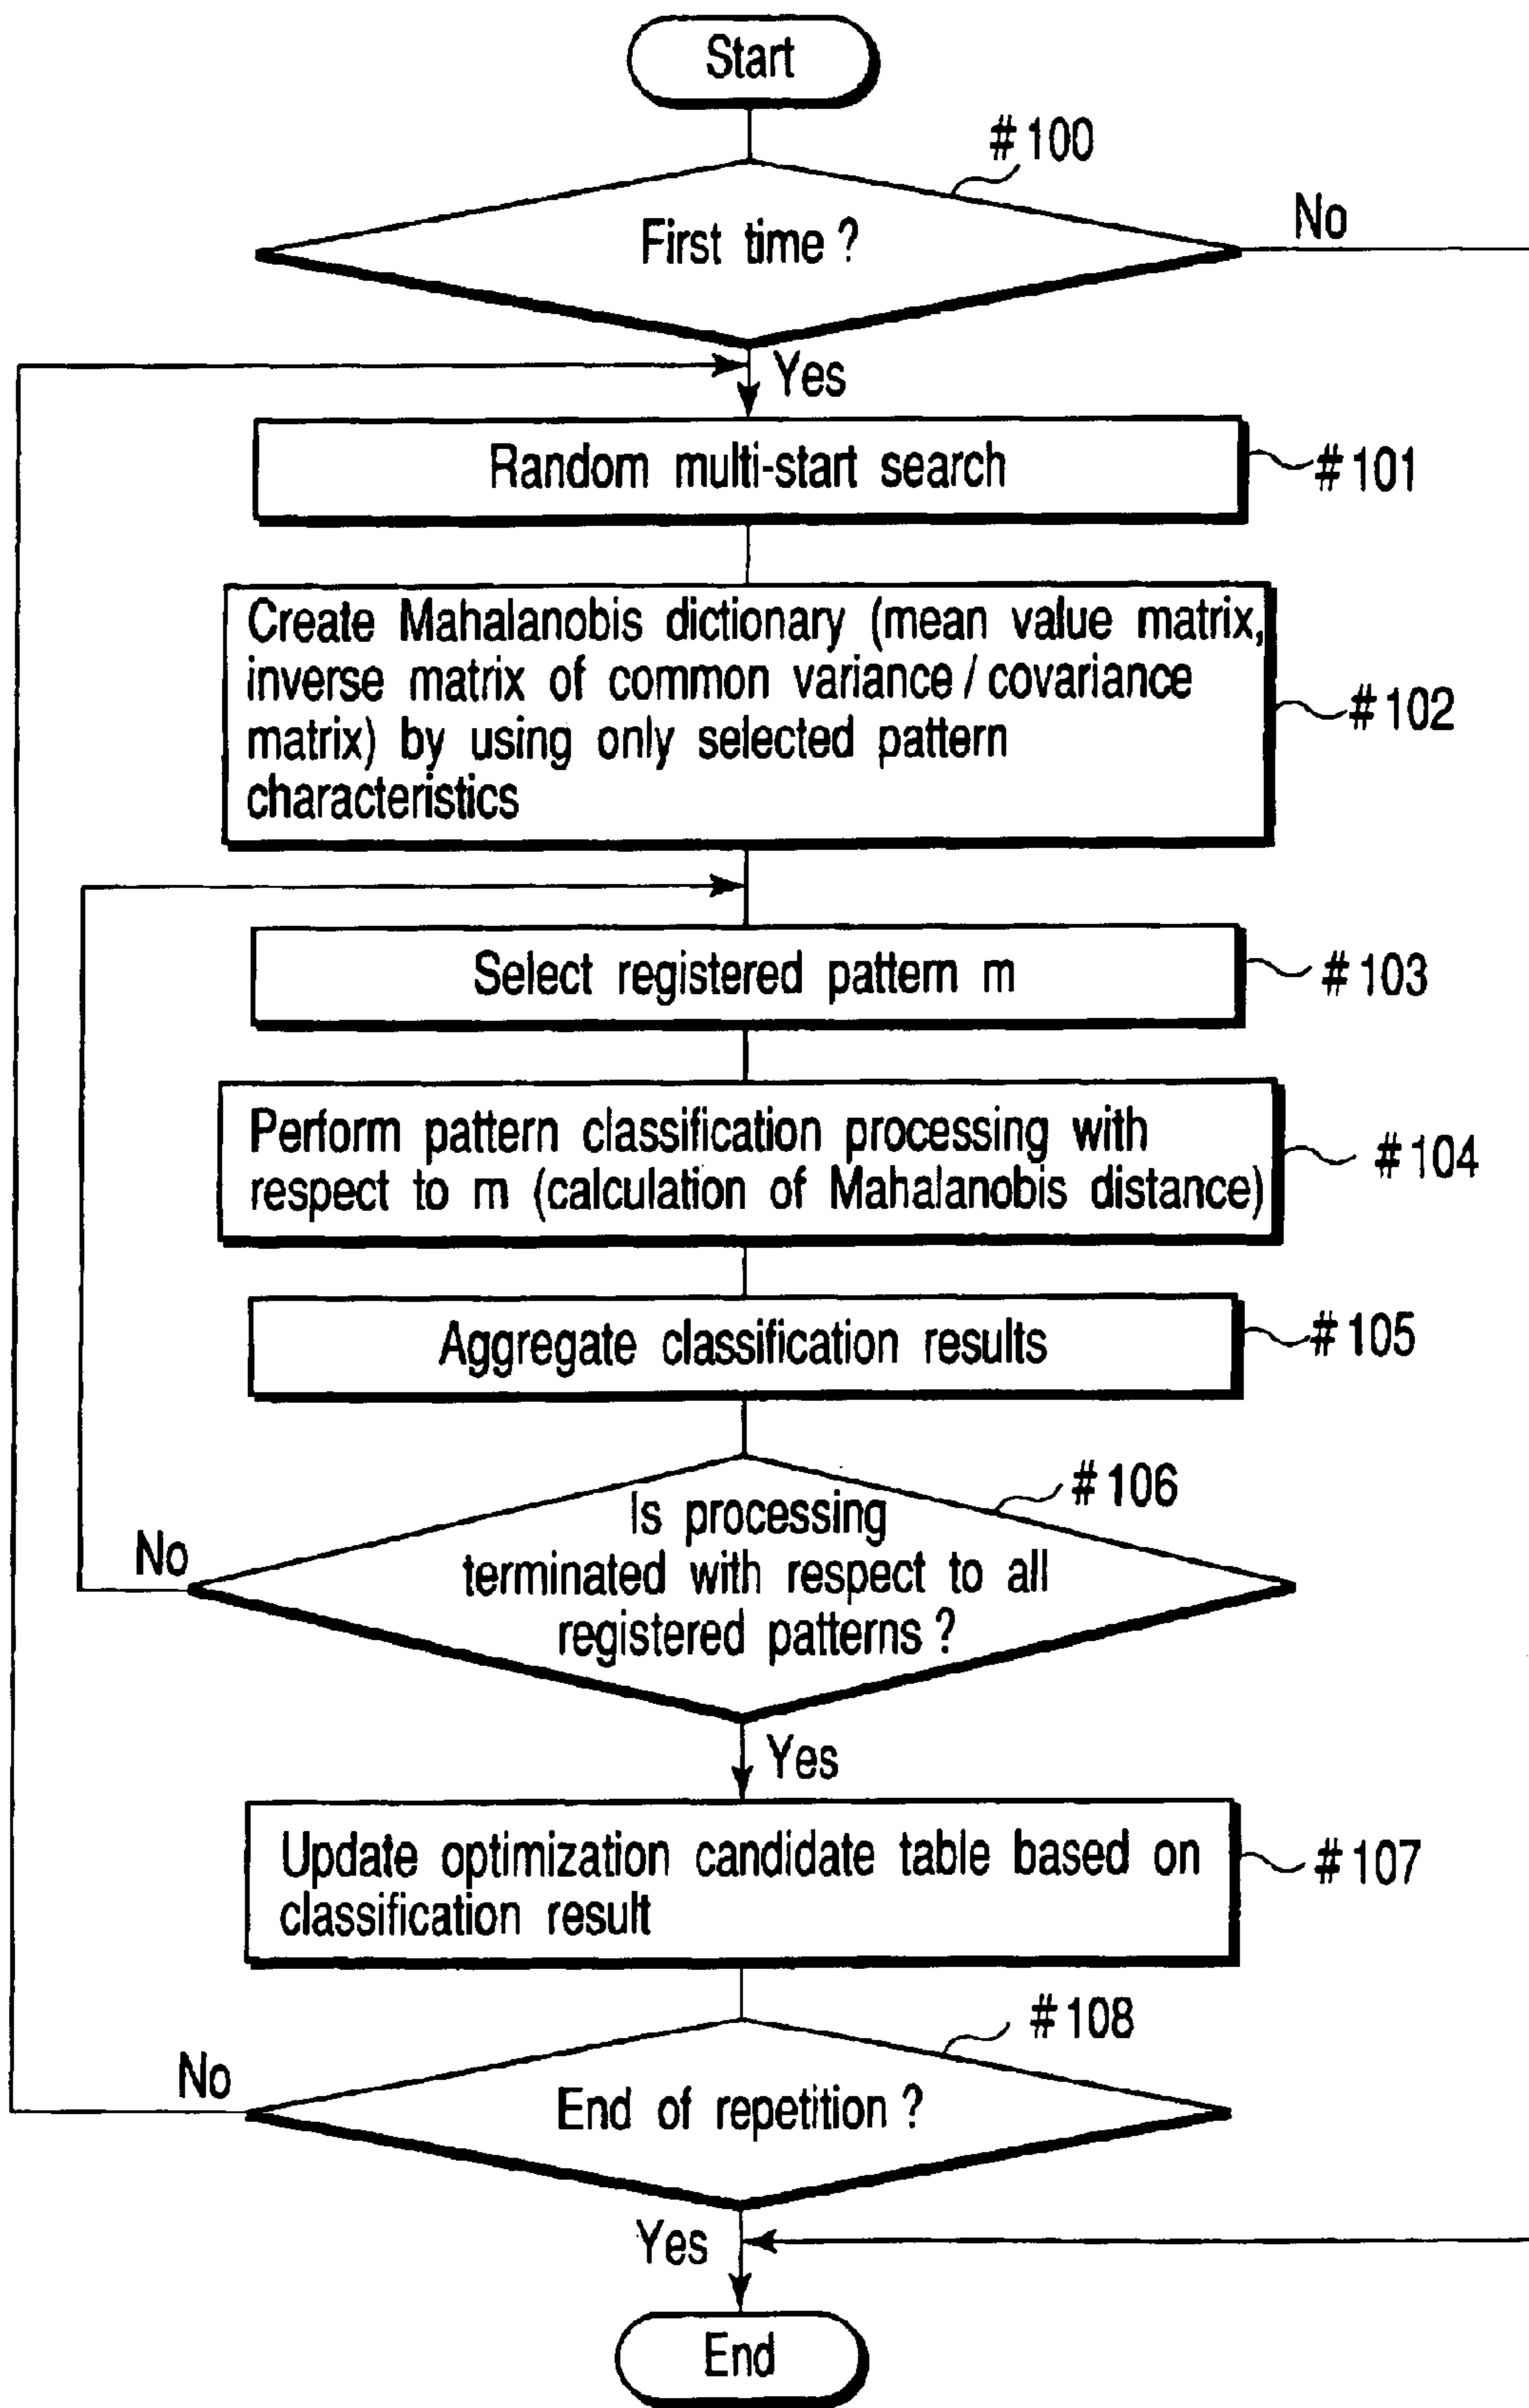 Start
#100
First time?
No
Yes
Random multi-start search
#101
Create Mahalanobis dictionary (mean value matrix,
inverse matrix of common variance / covariance
matrix) by using only selected pattern
characteristics
#102
Select registered pattern m
#103
Perform pattern classification processing with
respect to m (calculation of Mahalanobis distance)
#104
Aggregate classification results
#105
#106
Is processing
terminated with respect to all
registered patterns?
No
Yes
Update optimization candidate table based on
classification result
#107
#108
No
End of repetition?
Yes
End